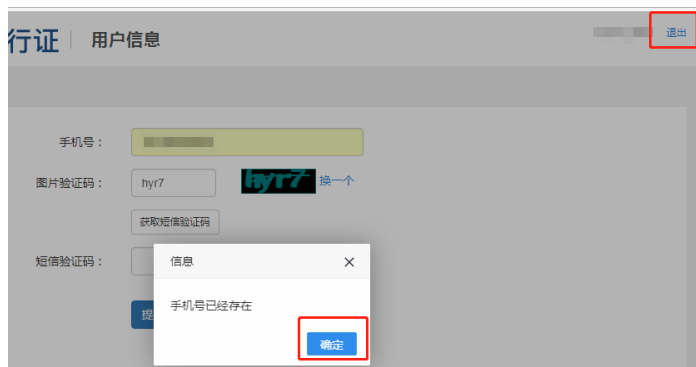 行证 用户信息
退出
手机号：
图片验证码： hyr7 hyr7 换一个
获取短信验证码
短信验证码：
信息
手机号已经存在
提
确定